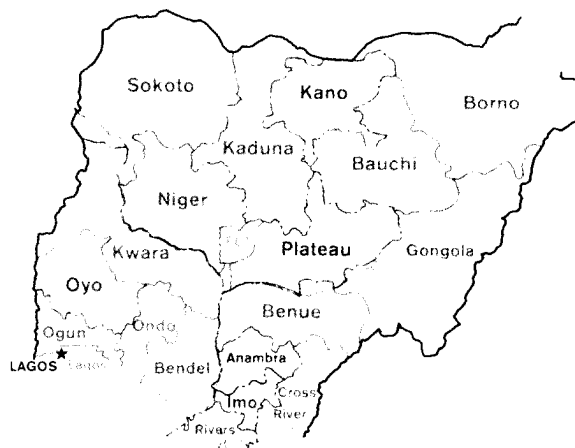 Sokoto
Kano
Borno
Kaduna
Bauchi
Niger
Kwara
Plateau
Gongola
Oyo
Benue
Ogun
Ondo
Anambra
LAGOS
Lagos
Bendel
Imo
Cross
River
Rivers